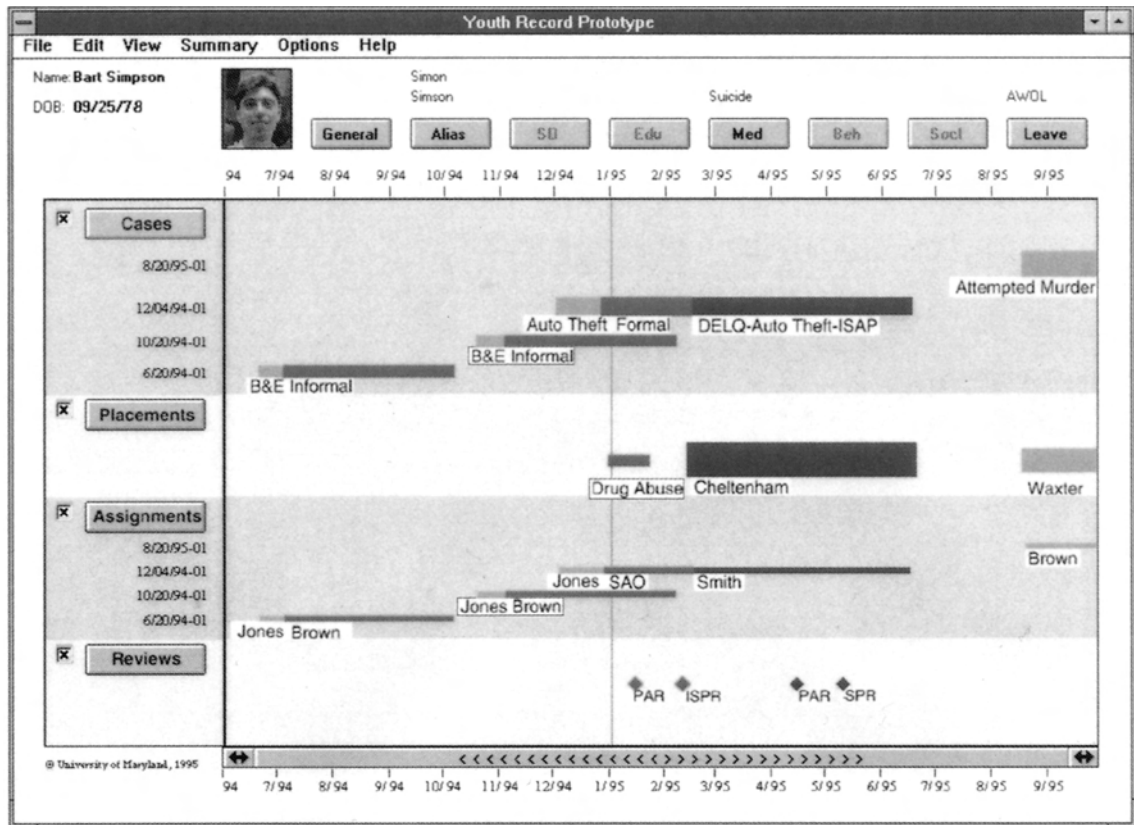 Youth Record Prototype
File Edit View Summary Options Help
Name: Bart Simpson
DOB: 09/25/78
Simon
Simson
Suicide
AWOL
General Alias SD Edu Med Beh Socl Leave
94 7/94 8/94 9/94 10/94 11/94 12/94 1/95 2/95 3/95 4/95 5/95 6/95 7/95 8/95 9/95
Cases
8/20/95-01
Attempted Murder
12/04/94-01
Auto Theft Formal DELQ-Auto Theft-ISAP
10/20/94-01
B&E Informal
6/20/94-01
B&E Informal
Placements
Drug Abuse Cheltenham Waxter
Assignments
8/20/95-01
Brown
12/04/94-01
Jones SAO Smith
10/20/94-01
Jones Brown
6/20/94-01
Jones Brown
Reviews
PAR ISPR PAR SPR
@ University of Maryland, 1995
94 7/94 8/94 9/94 10/94 11/94 12/94 1/95 2/95 3/95 4/95 5/95 6/95 7/95 8/95 9/95